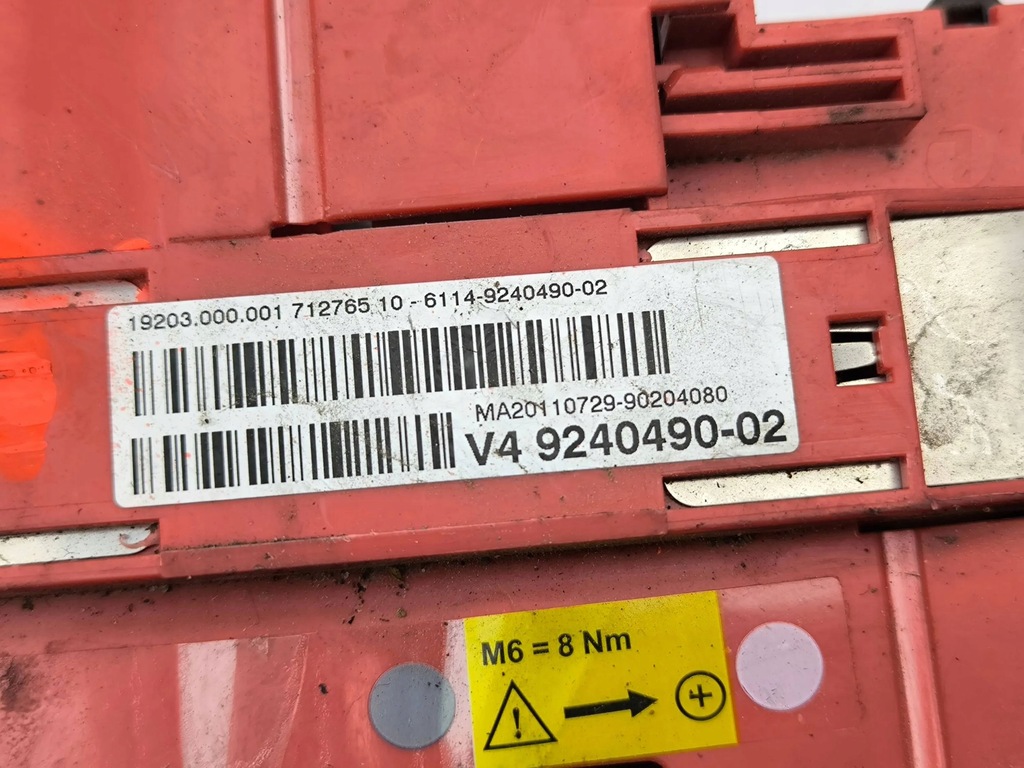 19203.000.001 712765 10 - 6114-9240490-02
MA20110729-90204080
V4 9240490-02
M6 = 8 Nm